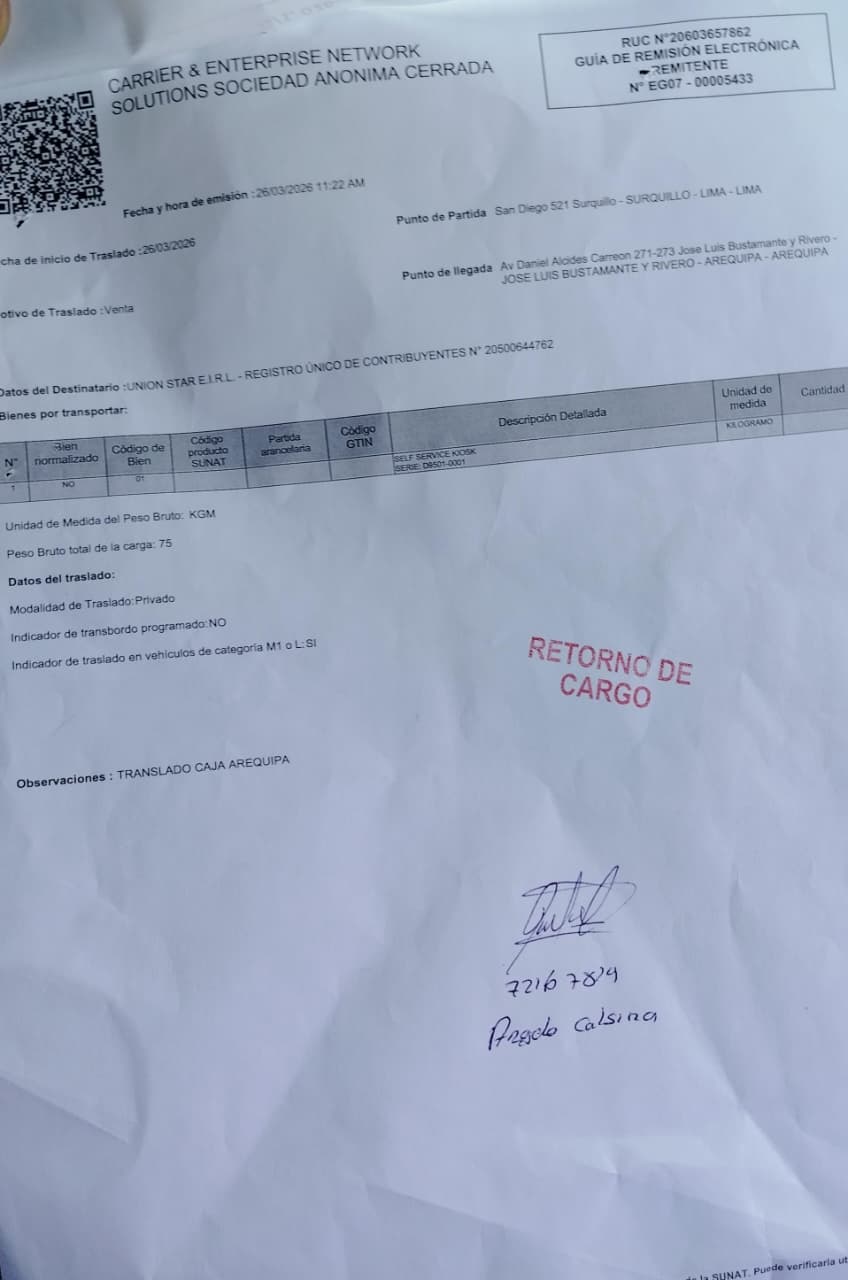 CARRIER & ENTERPRISE NETWORK
SOLUTIONS SOCIEDAD ANONIMA CERRADA
RUC N°20603657862
GUÍA DE REMISIÓN ELECTRÓNICA
REMITENTE
N° EG07 - 00005433
Fecha y hora de emisión :26/03/2026 11:22 AM
cha de inicio de Traslado :26/03/2026
Punto de Partida San Diego 521 Surquillo - SURQUILLO - LIMA - LIMA
Punto de llegada Av Daniel Alcides Carreon 271-273 Jose Luis Bustamante y Rivero -
JOSE LUIS BUSTAMANTE Y RIVERO - AREQUIPA - AREQUIPA
otivo de Traslado :Venta
Datos del Destinatario :UNION STAR E.I.R.L. - REGISTRO ÚNICO DE CONTRIBUYENTES N° 20500644762
Bienes por transportar:
N° Bien normalizado Código de Bien Código producto SUNAT Partida arancelaria Código GTIN Descripción Detallada Unidad de medida Cantidad
1 NO 01 SELF SERVICE KIOSK KILOGRAMO
SERIE: D9501-0001
Unidad de Medida del Peso Bruto: KGM
Peso Bruto total de la carga: 75
Datos del traslado:
Modalidad de Traslado:Privado
Indicador de transbordo programado:NO
Indicador de traslado en vehículos de categoría M1 o L:SI
RETORNO DE
CARGO
Observaciones : TRANSLADO CAJA AREQUIPA
Angelo Calsina
la SUNAT. Puede verificarla ut